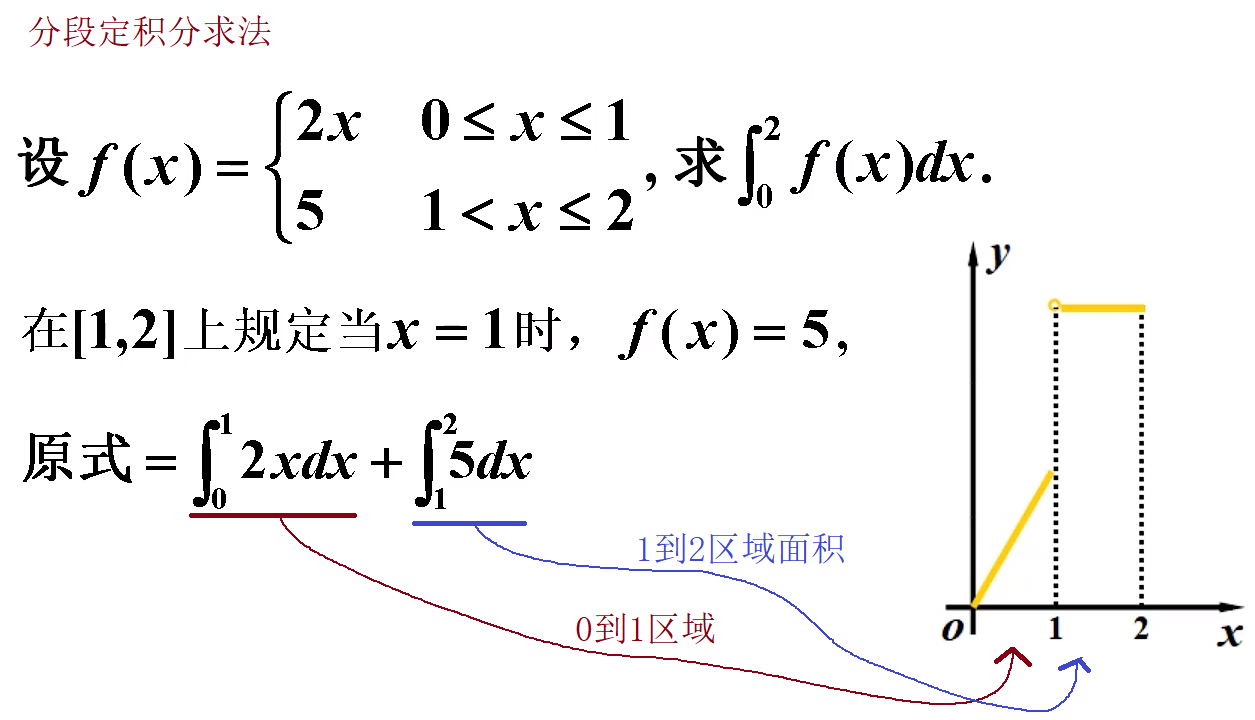 分段定积分求法
设 f(x) = { 2x 0 ≤ x ≤ 1
5 1 < x ≤ 2 , 求 ∫₀² f(x)dx.
在[1,2]上规定当x = 1时，f(x) = 5,
原式 = ∫₀¹ 2xdx + ∫₁² 5dx
1到2区域面积
0到1区域
y
o 1 2 x